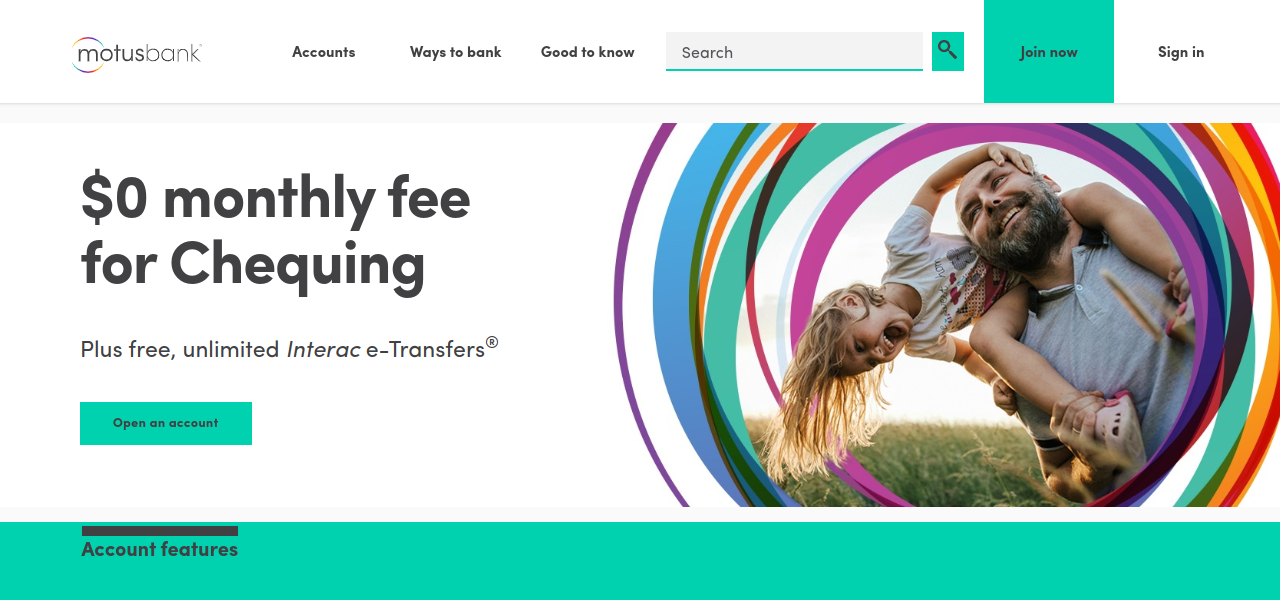 motusbank
Accounts
Ways to bank
Good to know
Search
Join now
Sign in
$0 monthly fee
for Chequing
Plus free, unlimited Interac e-Transfers®
Open an account
Account features